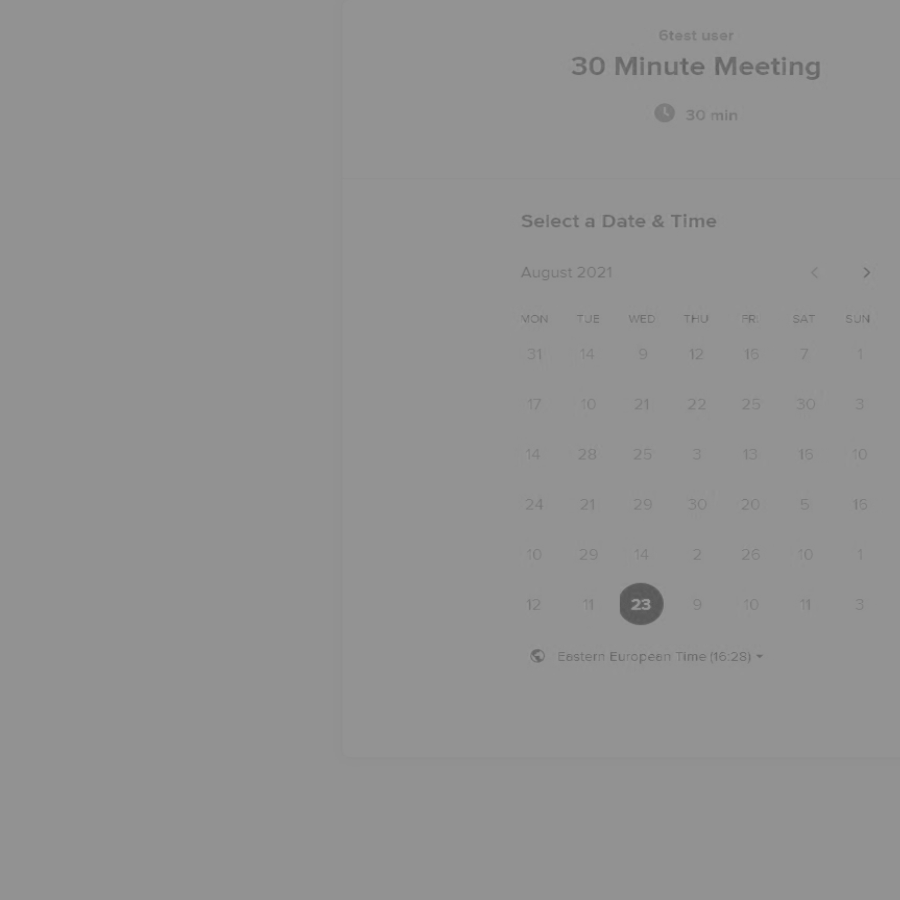 6test user
30 Minute Meeting
30 min
Select a Date & Time
August 2021
MON TUE WED THU FRI SAT SUN
31 14 9 12 15 7 1
17 10 21 22 25 30 3
14 28 25 3 13 16 10
24 21 29 30 20 5 15
10 29 14 2 26 10 1
12 11 23 9 10 11 3
Eastern European Time (16:28)